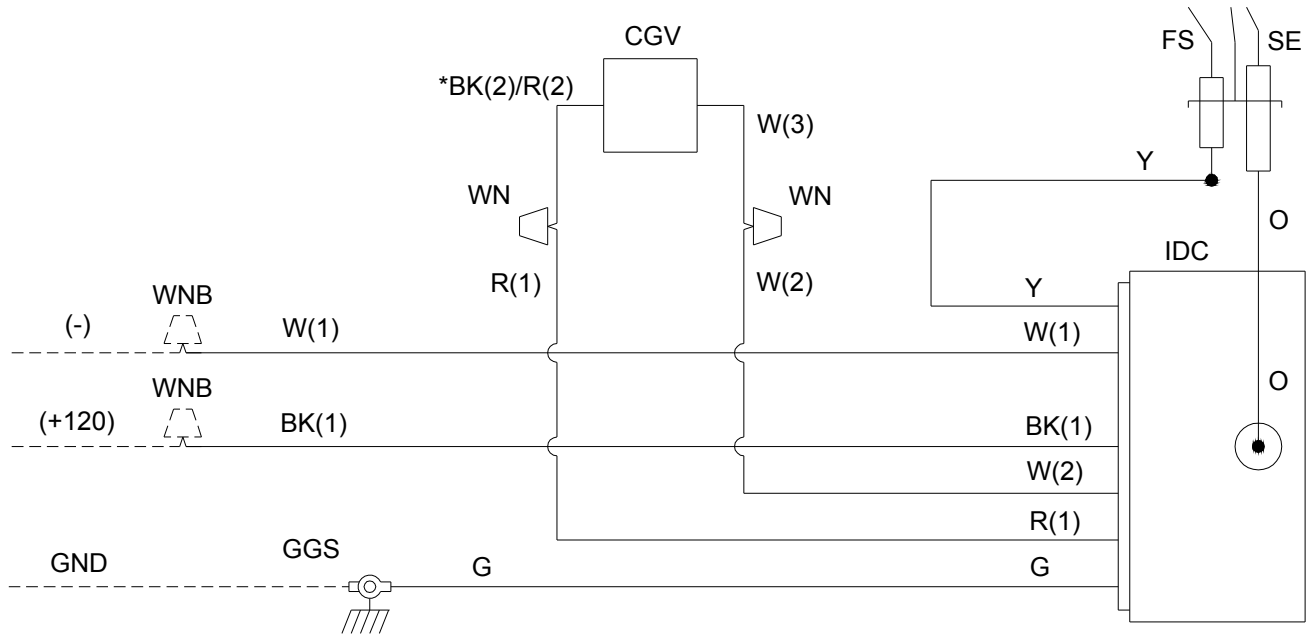 CGV
FS
SE
*BK(2)/R(2)
W(3)
Y
WN
WN
O
IDC
R(1)
W(2)
Y
WNB
(-)
W(1)
W(1)
WNB
O
(+120)
BK(1)
BK(1)
W(2)
R(1)
GND
GGS
G
G